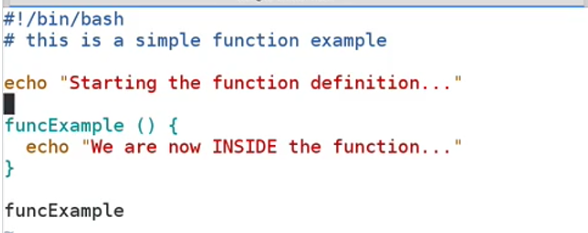 #!/bin/bash
# this is a simple function example
echo "Starting the function definition..."
funcExample () {
echo "We are now INSIDE the function..."
}
funcExample
~